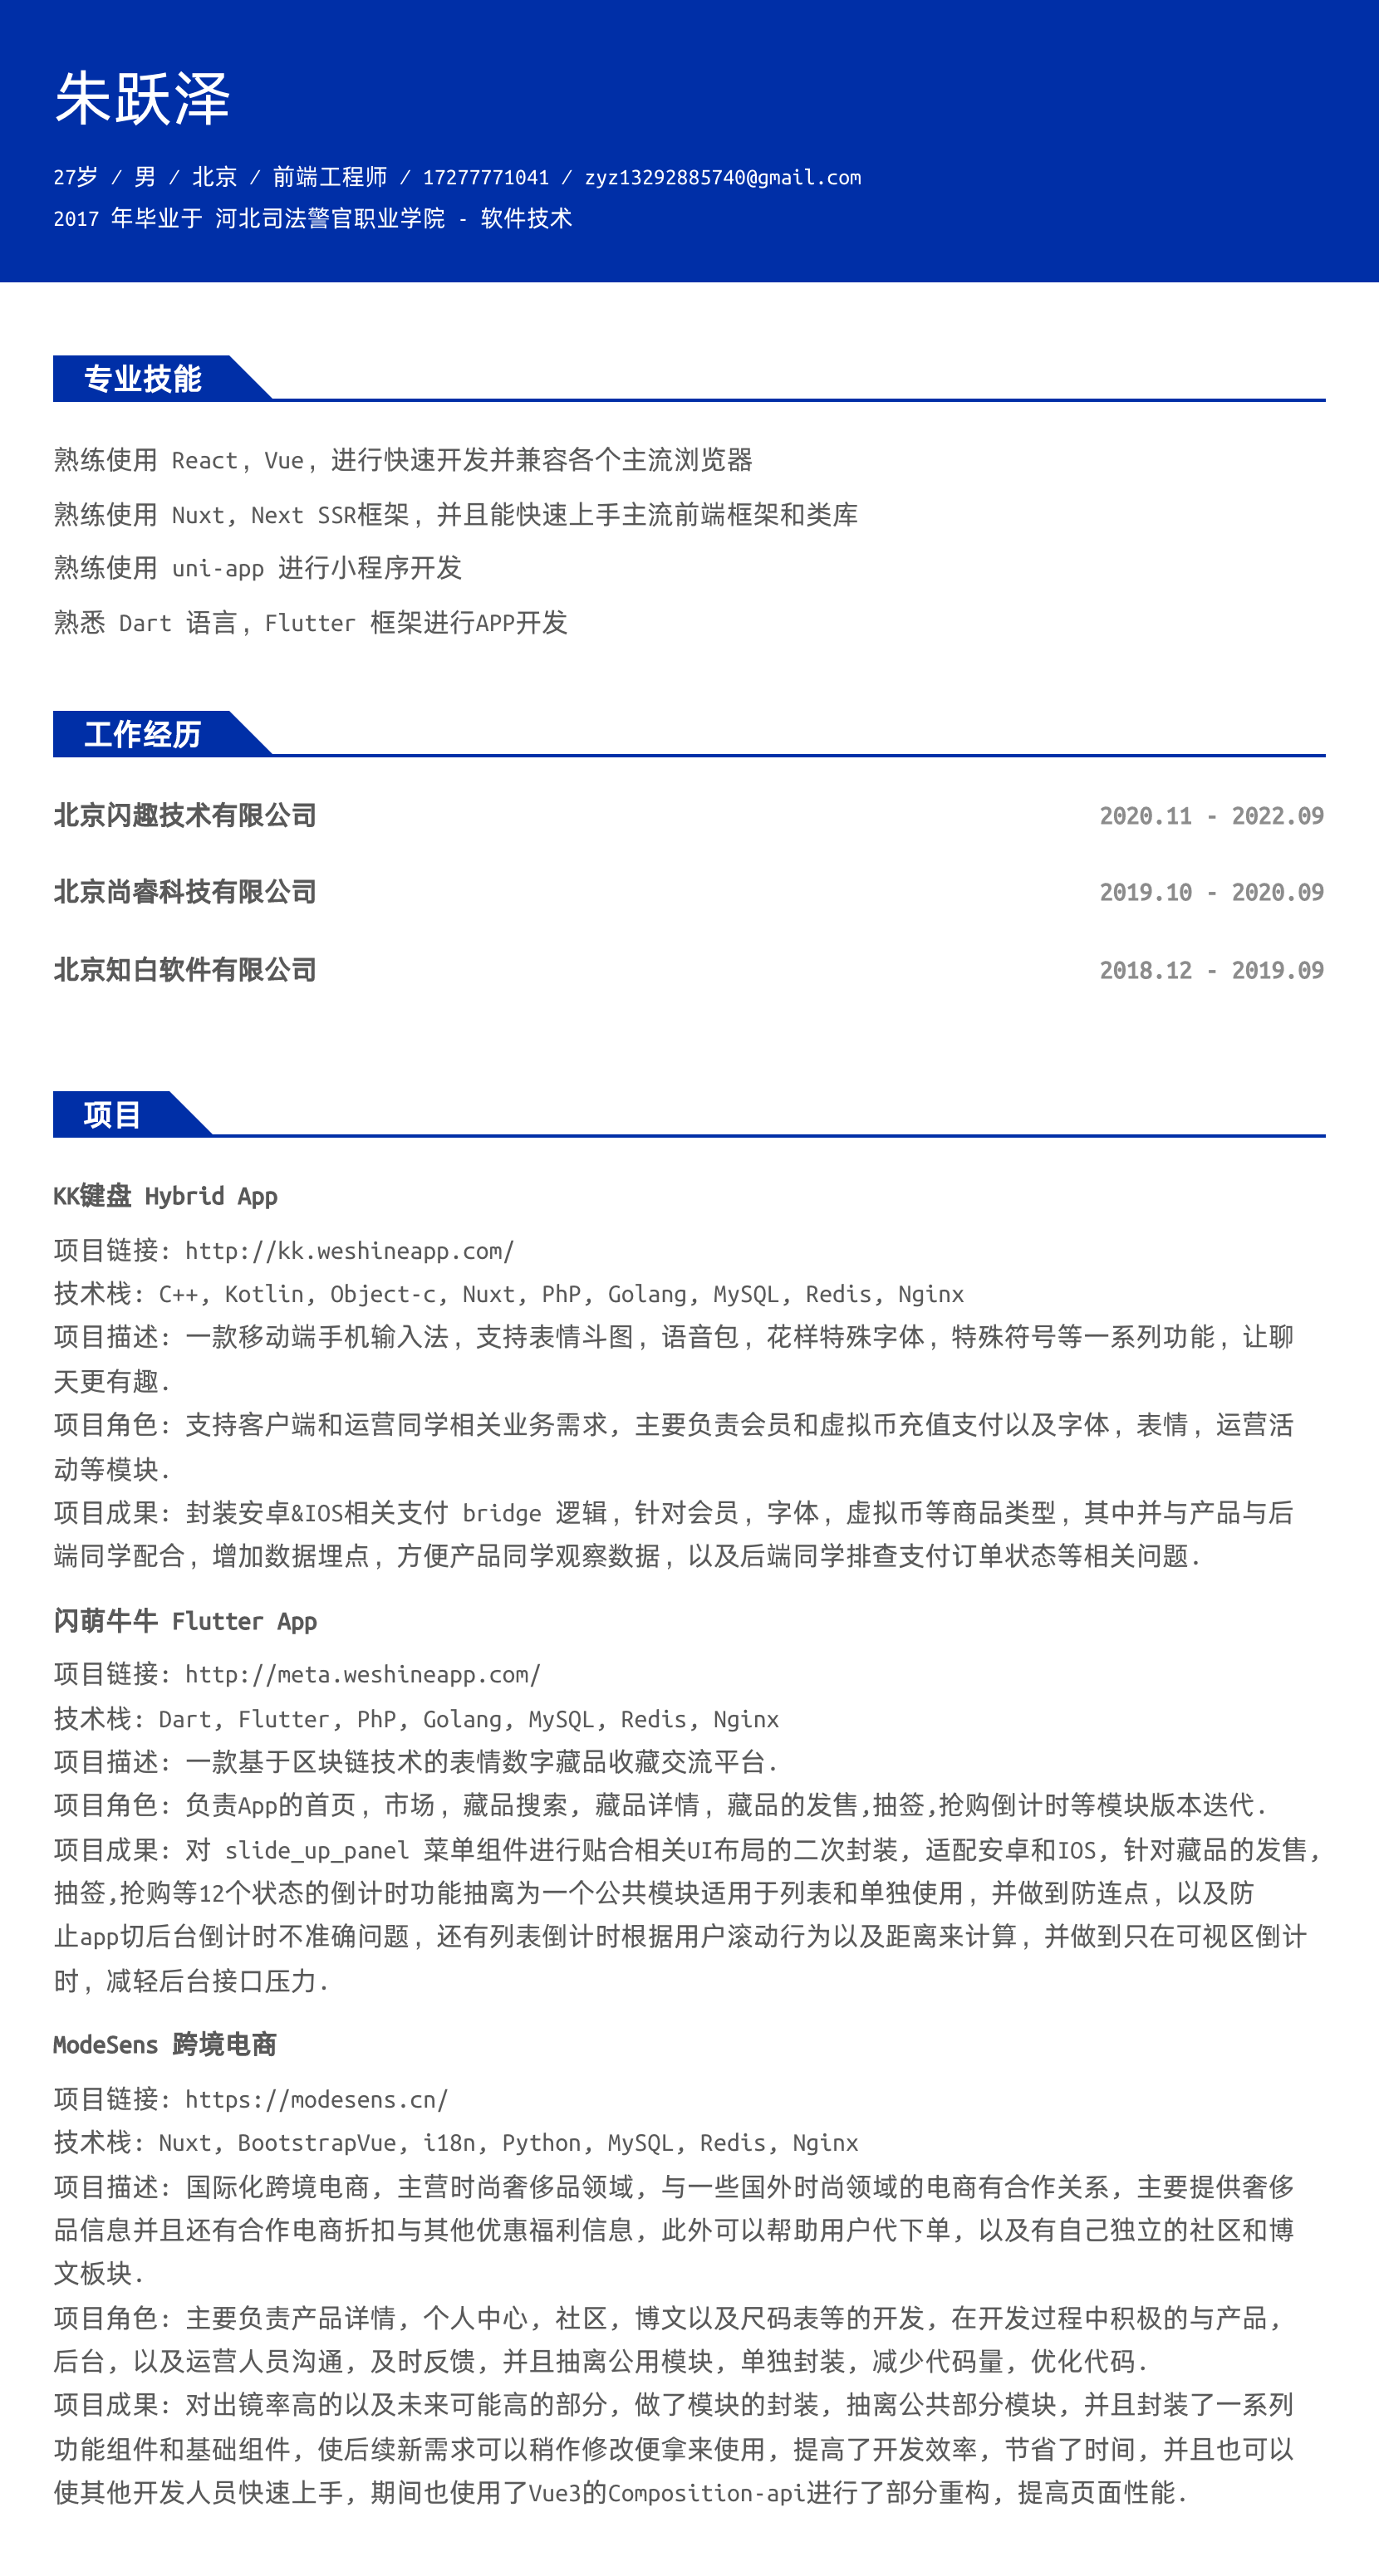 朱跃泽
27岁 / 男 / 北京 / 前端工程师 / 17277771041 / zyz13292885740@gmail.com
2017 年毕业于 河北司法警官职业学院 - 软件技术
专业技能
熟练使用 React, Vue, 进行快速开发并兼容各个主流浏览器
熟练使用 Nuxt, Next SSR框架, 并且能快速上手主流前端框架和类库
熟练使用 uni-app 进行小程序开发
熟悉 Dart 语言, Flutter 框架进行APP开发
工作经历
北京闪趣技术有限公司 2020.11 - 2022.09
北京尚睿科技有限公司 2019.10 - 2020.09
北京知白软件有限公司 2018.12 - 2019.09
项目
KK键盘 Hybrid App
项目链接: http://kk.weshineapp.com/
技术栈: C++, Kotlin, Object-c, Nuxt, PhP, Golang, MySQL, Redis, Nginx
项目描述: 一款移动端手机输入法, 支持表情斗图, 语音包, 花样特殊字体, 特殊符号等一系列功能, 让聊
天更有趣.
项目角色: 支持客户端和运营同学相关业务需求, 主要负责会员和虚拟币充值支付以及字体, 表情, 运营活
动等模块.
项目成果: 封装安卓&IOS相关支付 bridge 逻辑, 针对会员, 字体, 虚拟币等商品类型, 其中并与产品与后
端同学配合, 增加数据埋点, 方便产品同学观察数据, 以及后端同学排查支付订单状态等相关问题.
闪萌牛牛 Flutter App
项目链接: http://meta.weshineapp.com/
技术栈: Dart, Flutter, PhP, Golang, MySQL, Redis, Nginx
项目描述: 一款基于区块链技术的表情数字藏品收藏交流平台.
项目角色: 负责App的首页, 市场, 藏品搜索, 藏品详情, 藏品的发售,抽签,抢购倒计时等模块版本迭代.
项目成果: 对 slide_up_panel 菜单组件进行贴合相关UI布局的二次封装, 适配安卓和IOS, 针对藏品的发售,
抽签,抢购等12个状态的倒计时功能抽离为一个公共模块适用于列表和单独使用, 并做到防连点, 以及防
止app切后台倒计时不准确问题, 还有列表倒计时根据用户滚动行为以及距离来计算, 并做到只在可视区倒计
时, 减轻后台接口压力.
ModeSens 跨境电商
项目链接: https://modesens.cn/
技术栈: Nuxt, BootstrapVue, i18n, Python, MySQL, Redis, Nginx
项目描述: 国际化跨境电商, 主营时尚奢侈品领域, 与一些国外时尚领域的电商有合作关系, 主要提供奢侈
品信息并且还有合作电商折扣与其他优惠福利信息, 此外可以帮助用户代下单, 以及有自己独立的社区和博
文板块.
项目角色: 主要负责产品详情, 个人中心, 社区, 博文以及尺码表等的开发, 在开发过程中积极的与产品,
后台, 以及运营人员沟通, 及时反馈, 并且抽离公用模块, 单独封装, 减少代码量, 优化代码.
项目成果: 对出镜率高的以及未来可能高的部分, 做了模块的封装, 抽离公共部分模块, 并且封装了一系列
功能组件和基础组件, 使后续新需求可以稍作修改便拿来使用, 提高了开发效率, 节省了时间, 并且也可以
使其他开发人员快速上手, 期间也使用了Vue3的Composition-api进行了部分重构, 提高页面性能.